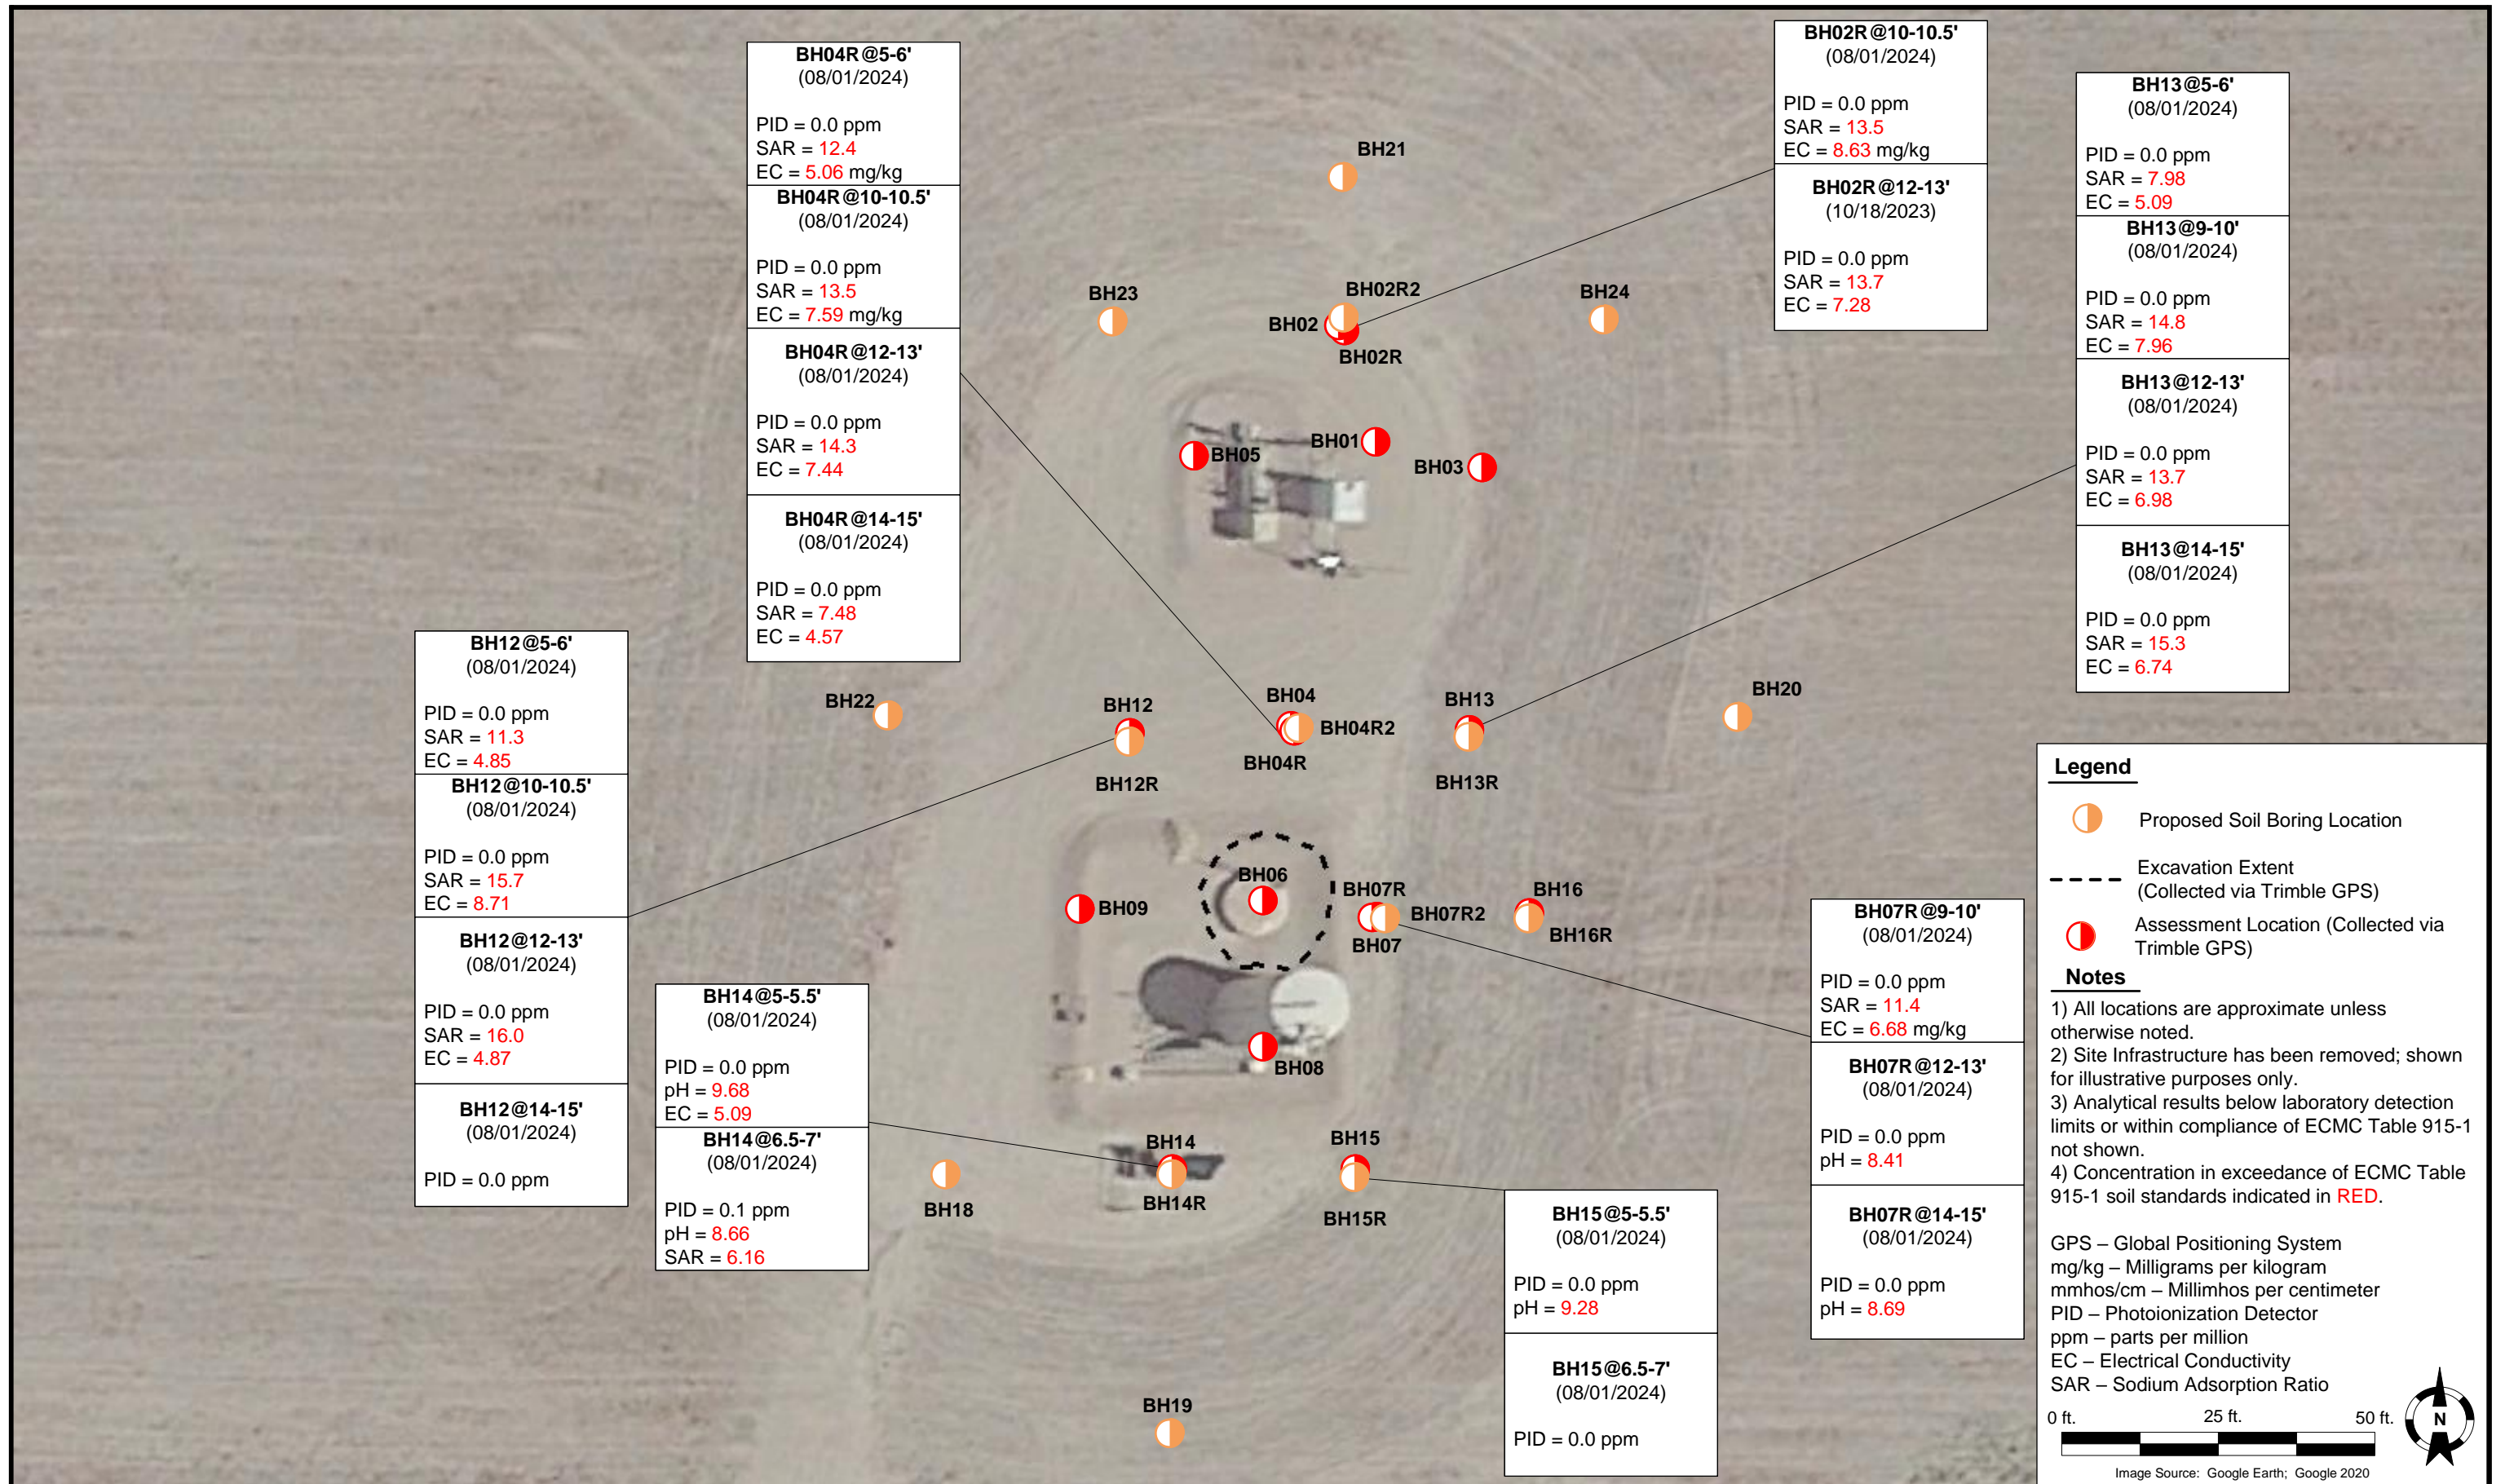 BH04R@5-6'
(08/01/2024)
PID = 0.0 ppm
SAR = 12.4
EC = 5.06 mg/kg
BH04R@10-10.5'
(08/01/2024)
PID = 0.0 ppm
SAR = 13.5
EC = 7.59 mg/kg
BH04R@12-13'
(08/01/2024)
PID = 0.0 ppm
SAR = 14.3
EC = 7.44
BH04R@14-15'
(08/01/2024)
PID = 0.0 ppm
SAR = 7.48
EC = 4.57
BH02R@10-10.5'
(08/01/2024)
PID = 0.0 ppm
SAR = 13.5
EC = 8.63 mg/kg
BH02R@12-13'
(10/18/2023)
PID = 0.0 ppm
SAR = 13.7
EC = 7.28
BH13@5-6'
(08/01/2024)
PID = 0.0 ppm
SAR = 7.98
EC = 5.09
BH13@9-10'
(08/01/2024)
PID = 0.0 ppm
SAR = 14.8
EC = 7.96
BH13@12-13'
(08/01/2024)
PID = 0.0 ppm
SAR = 13.7
EC = 6.98
BH13@14-15'
(08/01/2024)
PID = 0.0 ppm
SAR = 15.3
EC = 6.74
BH21
BH23
BH02R2
BH24
BH02
BH02R
BH01
BH05
BH03
BH22
BH12
BH04
BH13
BH20
BH04R2
BH04R
BH12R
BH13R
BH06
BH09
BH07R
BH16
BH07R2
BH07
BH16R
BH08
BH14
BH15
BH18
BH14R
BH15R
BH19
BH12@5-6'
(08/01/2024)
PID = 0.0 ppm
SAR = 11.3
EC = 4.85
BH12@10-10.5'
(08/01/2024)
PID = 0.0 ppm
SAR = 15.7
EC = 8.71
BH12@12-13'
(08/01/2024)
PID = 0.0 ppm
SAR = 16.0
EC = 4.87
BH12@14-15'
(08/01/2024)
PID = 0.0 ppm
BH14@5-5.5'
(08/01/2024)
PID = 0.0 ppm
pH = 9.68
EC = 5.09
BH14@6.5-7'
(08/01/2024)
PID = 0.1 ppm
pH = 8.66
SAR = 6.16
BH15@5-5.5'
(08/01/2024)
PID = 0.0 ppm
pH = 9.28
BH15@6.5-7'
(08/01/2024)
PID = 0.0 ppm
BH07R@9-10'
(08/01/2024)
PID = 0.0 ppm
SAR = 11.4
EC = 6.68 mg/kg
BH07R@12-13'
(08/01/2024)
PID = 0.0 ppm
pH = 8.41
BH07R@14-15'
(08/01/2024)
PID = 0.0 ppm
pH = 8.69
Legend
Proposed Soil Boring Location
Excavation Extent
(Collected via Trimble GPS)
Assessment Location (Collected via
Trimble GPS)
Notes
1) All locations are approximate unless
otherwise noted.
2) Site Infrastructure has been removed; shown
for illustrative purposes only.
3) Analytical results below laboratory detection
limits or within compliance of ECMC Table 915-1
not shown.
4) Concentration in exceedance of ECMC Table
915-1 soil standards indicated in RED.
GPS – Global Positioning System
mg/kg – Milligrams per kilogram
mmhos/cm – Millimhos per centimeter
PID – Photoionization Detector
ppm – parts per million
EC – Electrical Conductivity
SAR – Sodium Adsorption Ratio
0 ft. 25 ft. 50 ft.
N
Image Source: Google Earth; Google 2020